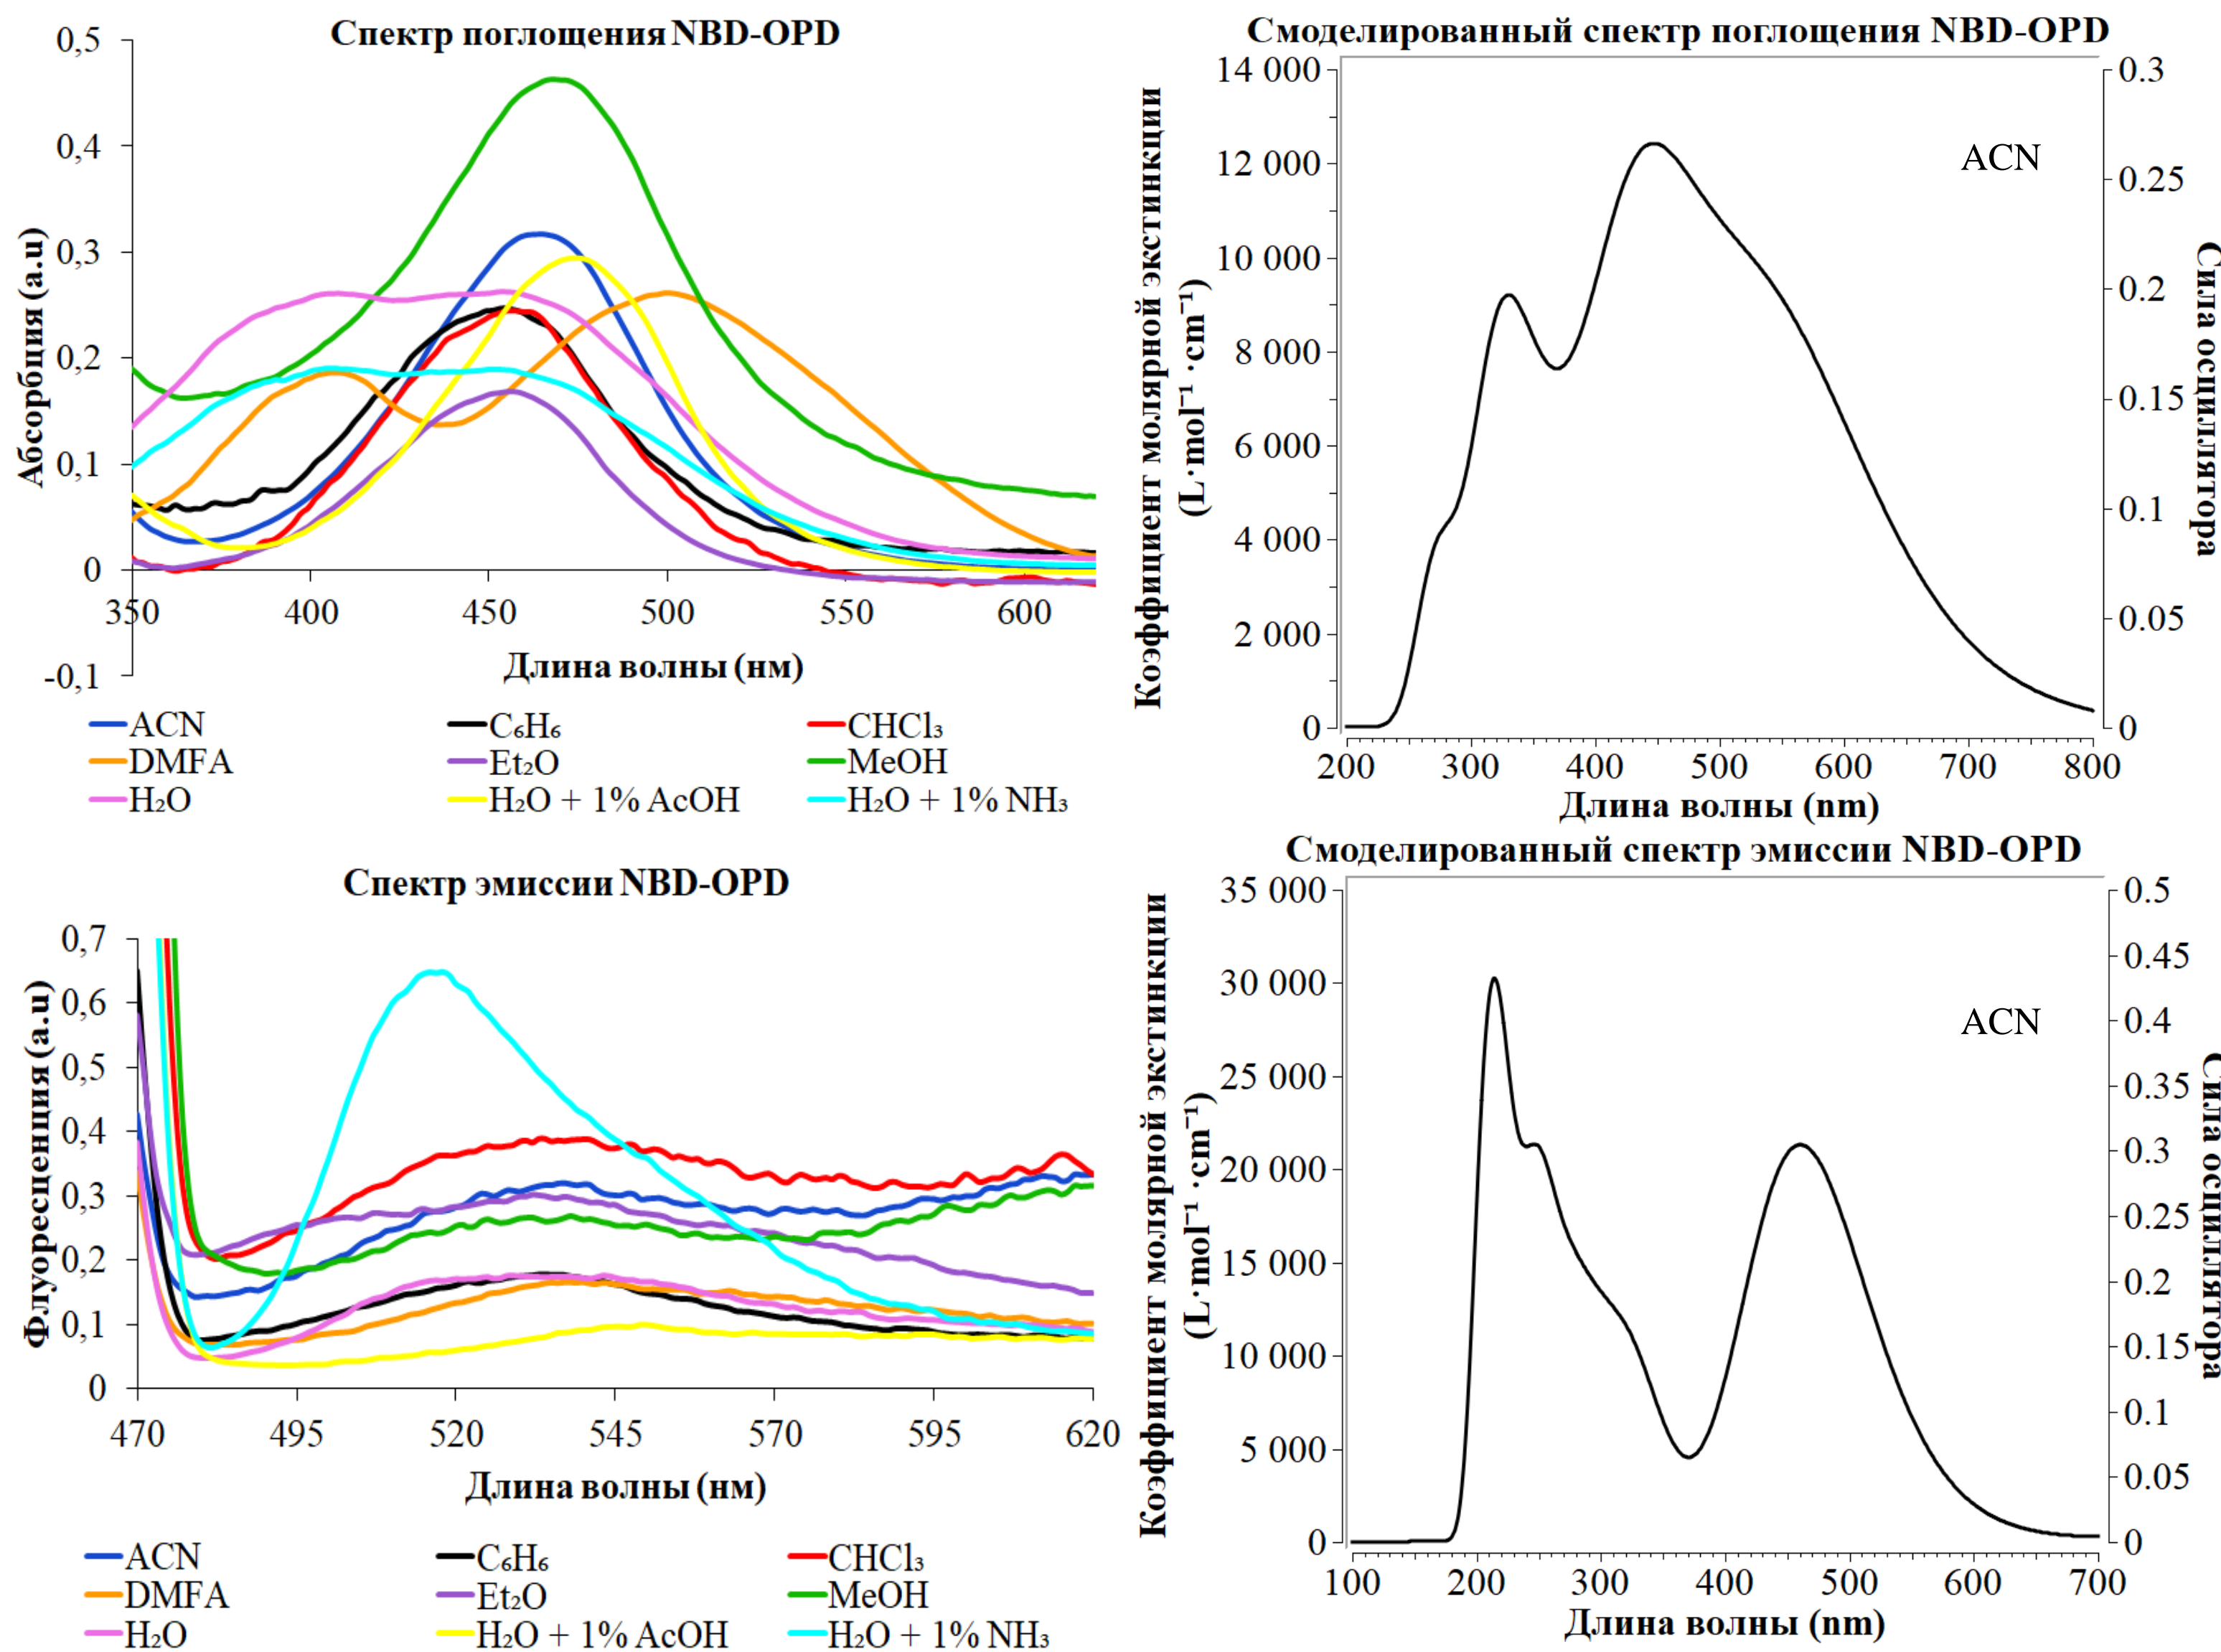 Спектр поглощения NBD-OPD
Абсорбция (a.u)
0,5
0,4
0,3
0,2
0,1
0
-0,1
350 400 450 500 550 600
Длина волны (нм)
ACN C₆H₆ CHCl₃
DMFA Et₂O MeOH
H₂O H₂O + 1% AcOH H₂O + 1% NH₃
Смоделированный спектр поглощения NBD-OPD
Коэффициент молярной экстинкции
(L·mol⁻¹·cm⁻¹)
14 000
12 000
10 000
8 000
6 000
4 000
2 000
0
ACN
0.3
0.25
0.2
0.15
0.1
0.05
0
Сила осциллятора
200 300 400 500 600 700 800
Длина волны (nm)
Спектр эмиссии NBD-OPD
Флуоресценция (a.u)
0,7
0,6
0,5
0,4
0,3
0,2
0,1
0
470 495 520 545 570 595 620
Длина волны (нм)
ACN C₆H₆ CHCl₃
DMFA Et₂O MeOH
H₂O H₂O + 1% AcOH H₂O + 1% NH₃
Смоделированный спектр эмиссии NBD-OPD
Коэффициент молярной экстинкции
(L·mol⁻¹·cm⁻¹)
35 000
30 000
25 000
20 000
15 000
10 000
5 000
0
ACN
0.5
0.45
0.4
0.35
0.3
0.25
0.2
0.15
0.1
0.05
0
Сила осциллятора
100 200 300 400 500 600 700
Длина волны (nm)